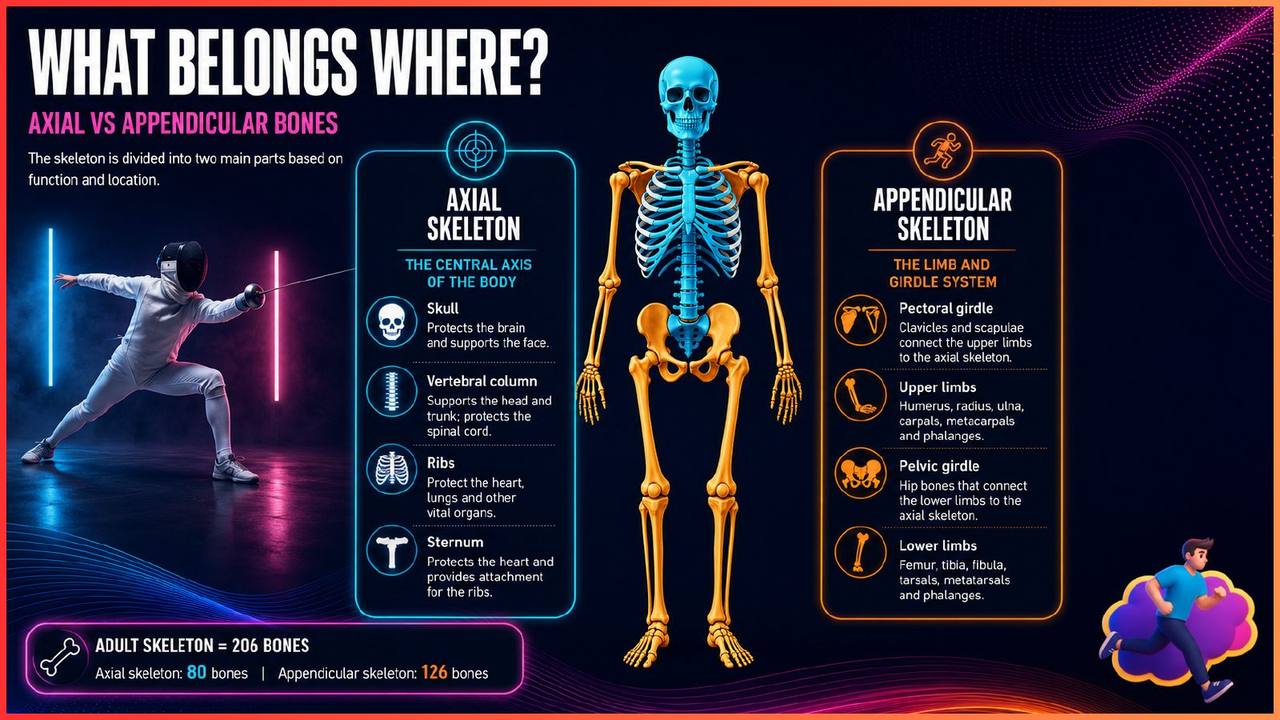 WHAT BELONGS WHERE?
AXIAL VS APPENDICULAR BONES
The skeleton is divided into two main parts based on
function and location.
AXIAL
SKELETON
THE CENTRAL AXIS
OF THE BODY
Skull
Protects the brain
and supports the face.
Vertebral column
Supports the head and
trunk; protects the
spinal cord.
Ribs
Protect the heart,
lungs and other
vital organs.
Sternum
Protects the heart and
provides attachment
for the ribs.
APPENDICULAR
SKELETON
THE LIMB AND
GIRDLE SYSTEM
Pectoral girdle
Clavicles and scapulae
connect the upper limbs
to the axial skeleton.
Upper limbs
Humerus, radius, ulna,
carpals, metacarpals
and phalanges.
Pelvic girdle
Hip bones that connect
the lower limbs to the
axial skeleton.
Lower limbs
Femur, tibia, fibula,
tarsals, metatarsals
and phalanges.
ADULT SKELETON = 206 BONES
Axial skeleton: 80 bones | Appendicular skeleton: 126 bones